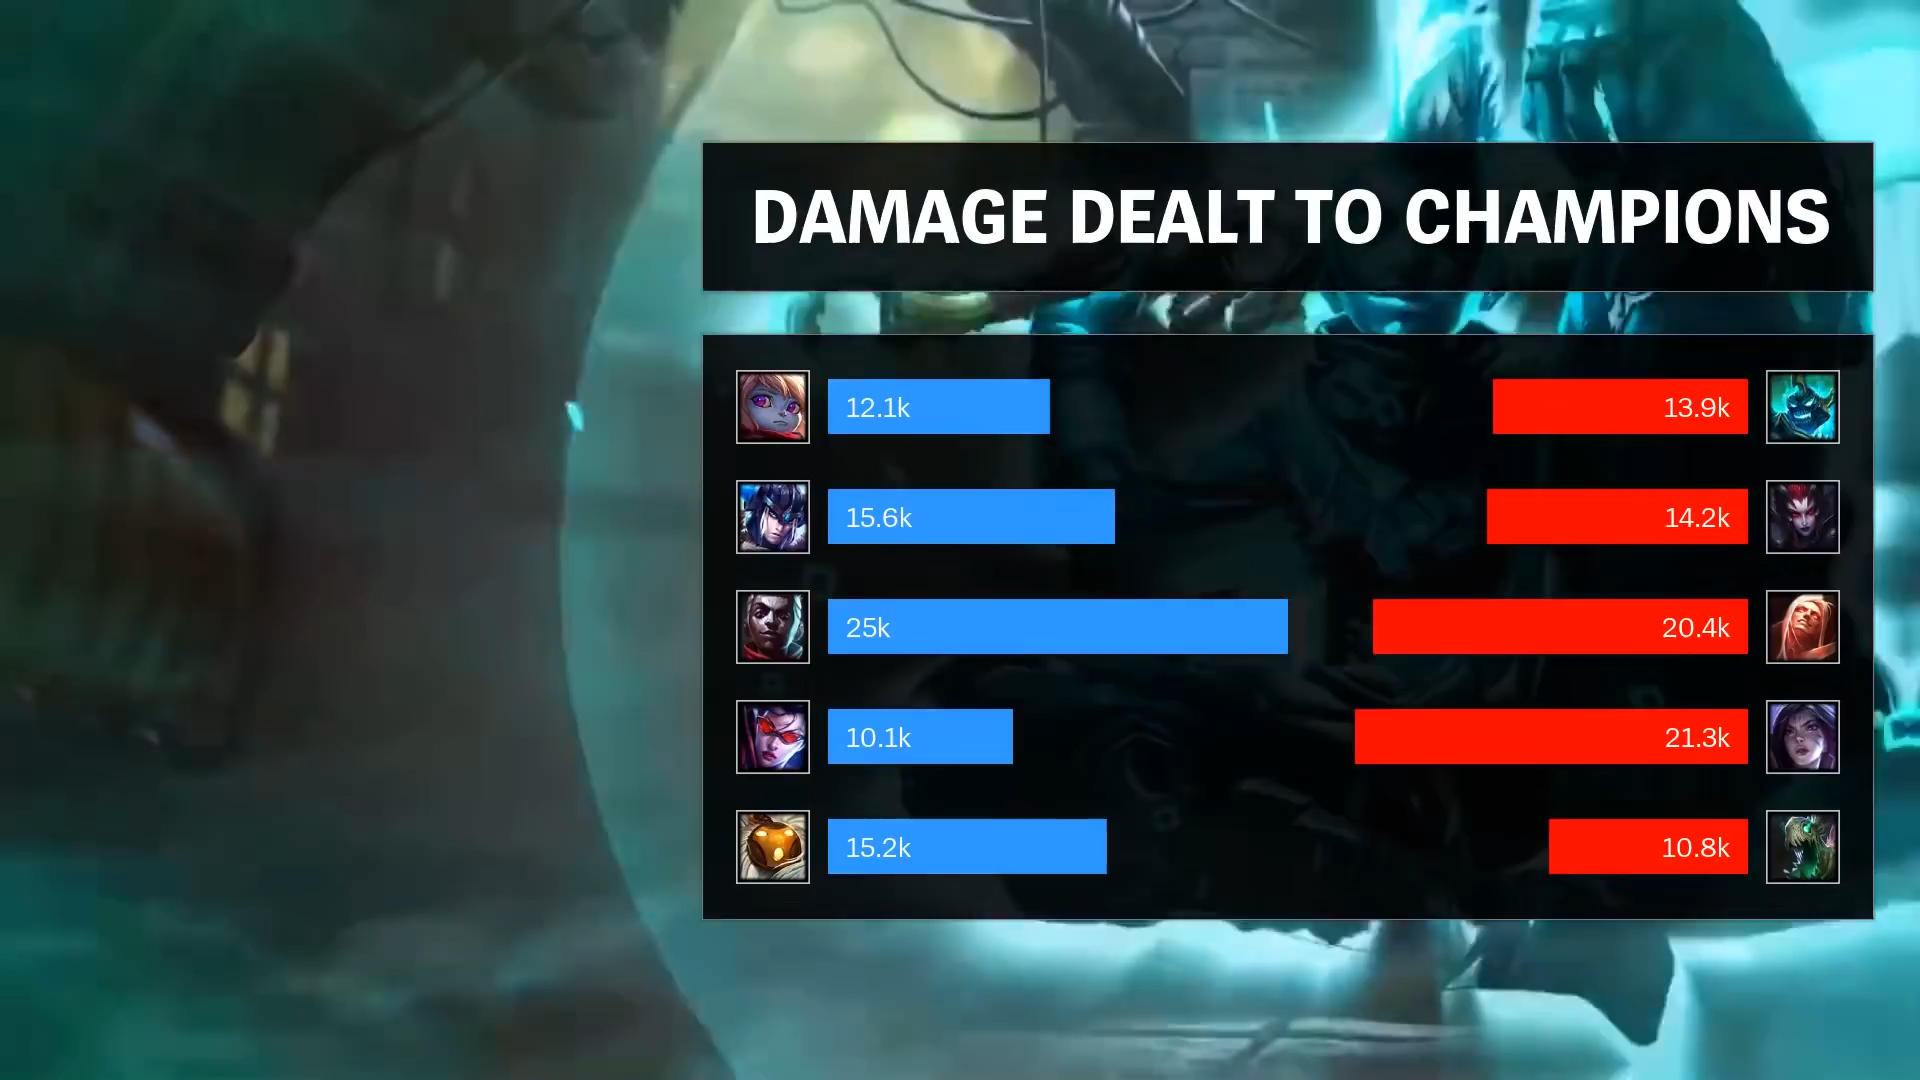 DAMAGE DEALT TO CHAMPIONS
12.1k 13.9k
15.6k 14.2k
25k 20.4k
10.1k 21.3k
15.2k 10.8k